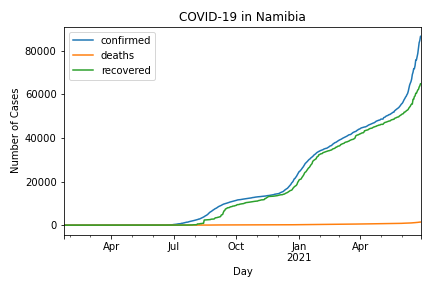 COVID-19 in Namibia
confirmed
deaths
recovered
Number of Cases
80000
60000
40000
20000
0
Apr
Jul
Oct
Jan
2021
Apr
Day